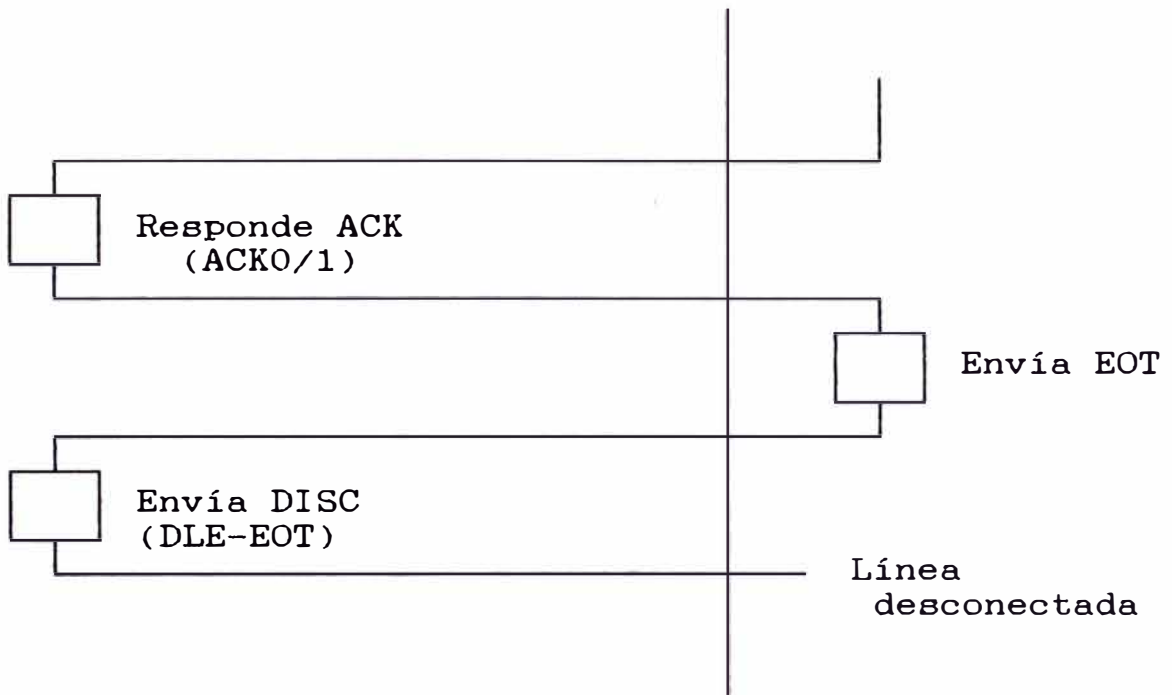 Responde ACK
(ACK0/1)
Envía EOT
Envía DISC
(DLE-EOT)
Línea
desconectada